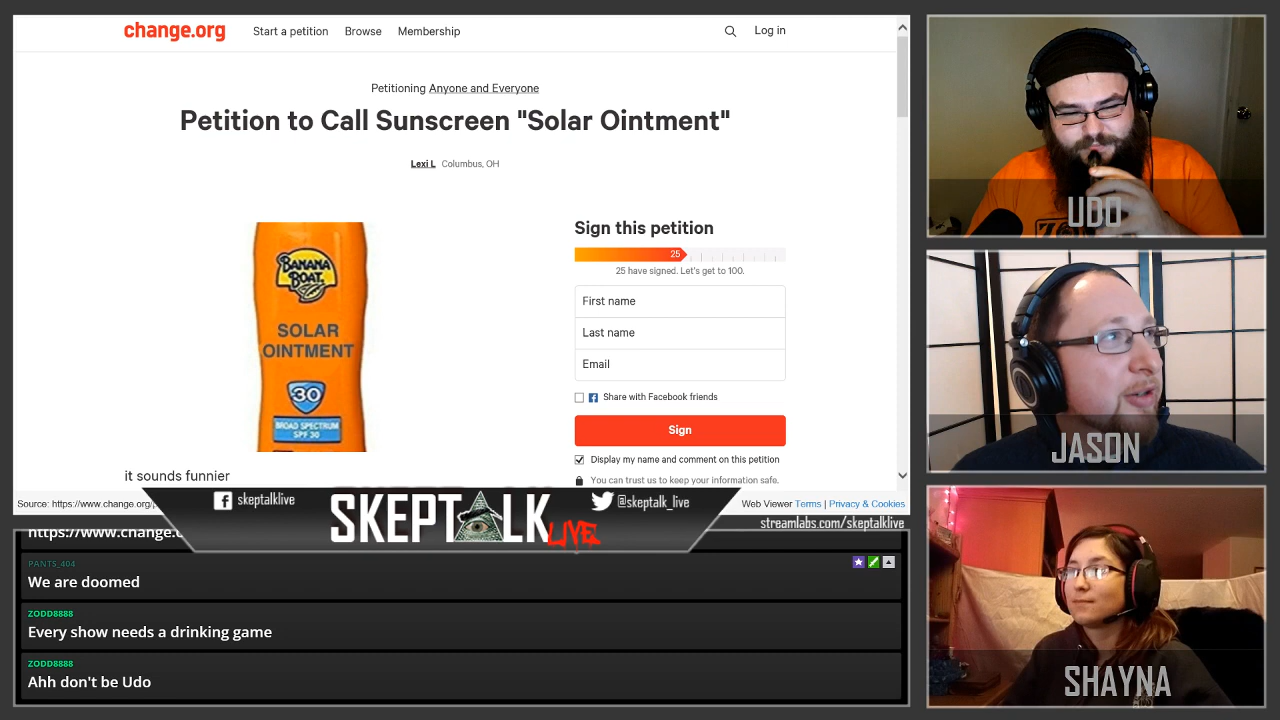 change.org
Start a petition
Browse
Membership
Log in
Petitioning Anyone and Everyone
Petition to Call Sunscreen "Solar Ointment"
Lexi L Columbus, OH
BANANA
BOAT
SOLAR
OINTMENT
30
BROAD SPECTRUM
SPF 30
Sign this petition
25
25 have signed. Let's get to 100.
First name
Last name
Email
Share with Facebook friends
Sign
Display my name and comment on this petition
You can trust us to keep your information safe.
it sounds funnier
Source: https://www.change.org/
Web Viewer Terms | Privacy & Cookies
skeptalklive
SKEPTALK
LIVE
@skeptalk_live
streamlabs.com/skeptalklive
https://www.change.
PANTS_404
We are doomed
ZODD8888
Every show needs a drinking game
ZODD8888
Ahh don't be Udo
UDO
JASON
SHAYNA